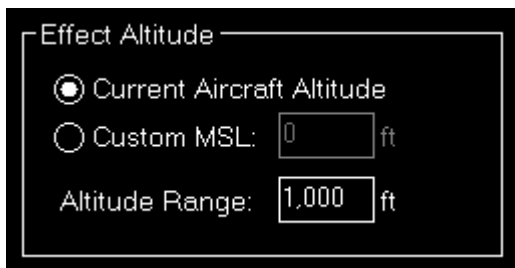 Effect Altitude
Current Aircraft Altitude
Custom MSL: 0 ft
Altitude Range: 1,000 ft